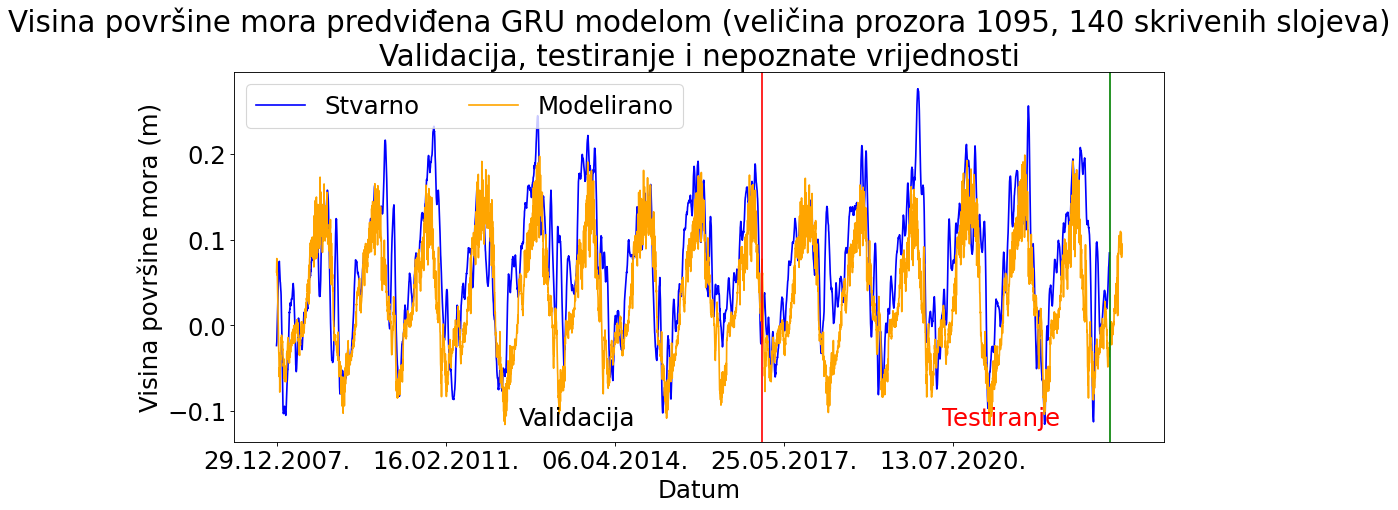 Visina površine mora predviđena GRU modelom (veličina prozora 1095, 140 skrivenih slojeva)
Validacija, testiranje i nepoznate vrijednosti
Stvarno Modelirano
Visina površine mora (m)
0.2
0.1
0.0
−0.1
Validacija Testiranje
29.12.2007. 16.02.2011. 06.04.2014. 25.05.2017. 13.07.2020.
Datum